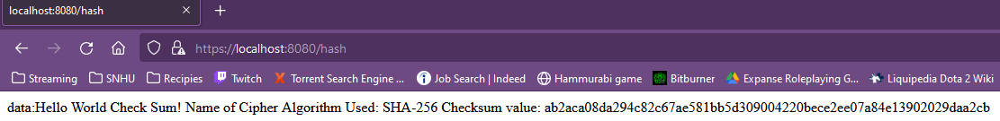 localhost:8080/hash
https://localhost:8080/hash
Streaming SNHU Recipies Twitch Torrent Search Engine ... Job Search | Indeed Hammurabi game Bitburner Expanse Roleplaying G... Liquipedia Dota 2 Wiki
data:Hello World Check Sum! Name of Cipher Algorithm Used: SHA-256 Checksum value: ab2aca08da294c82c67ae581bb5d309004220bece2ee07a84e13902029daa2cb